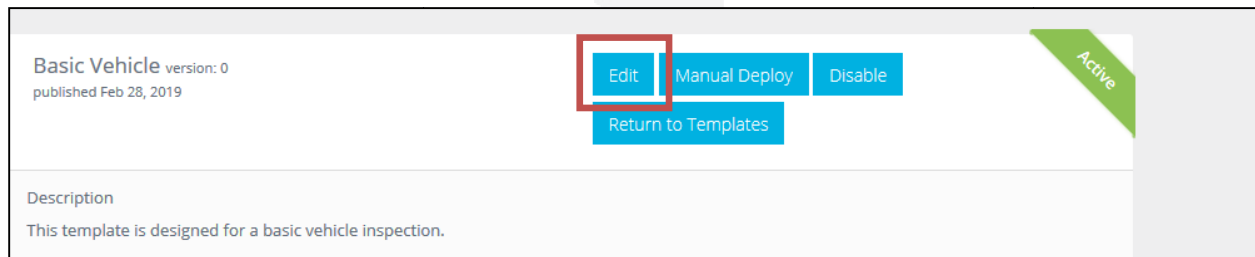 Basic Vehicle version: 0
published Feb 28, 2019
Edit
Manual Deploy
Disable
Return to Templates
Active
Description
This template is designed for a basic vehicle inspection.